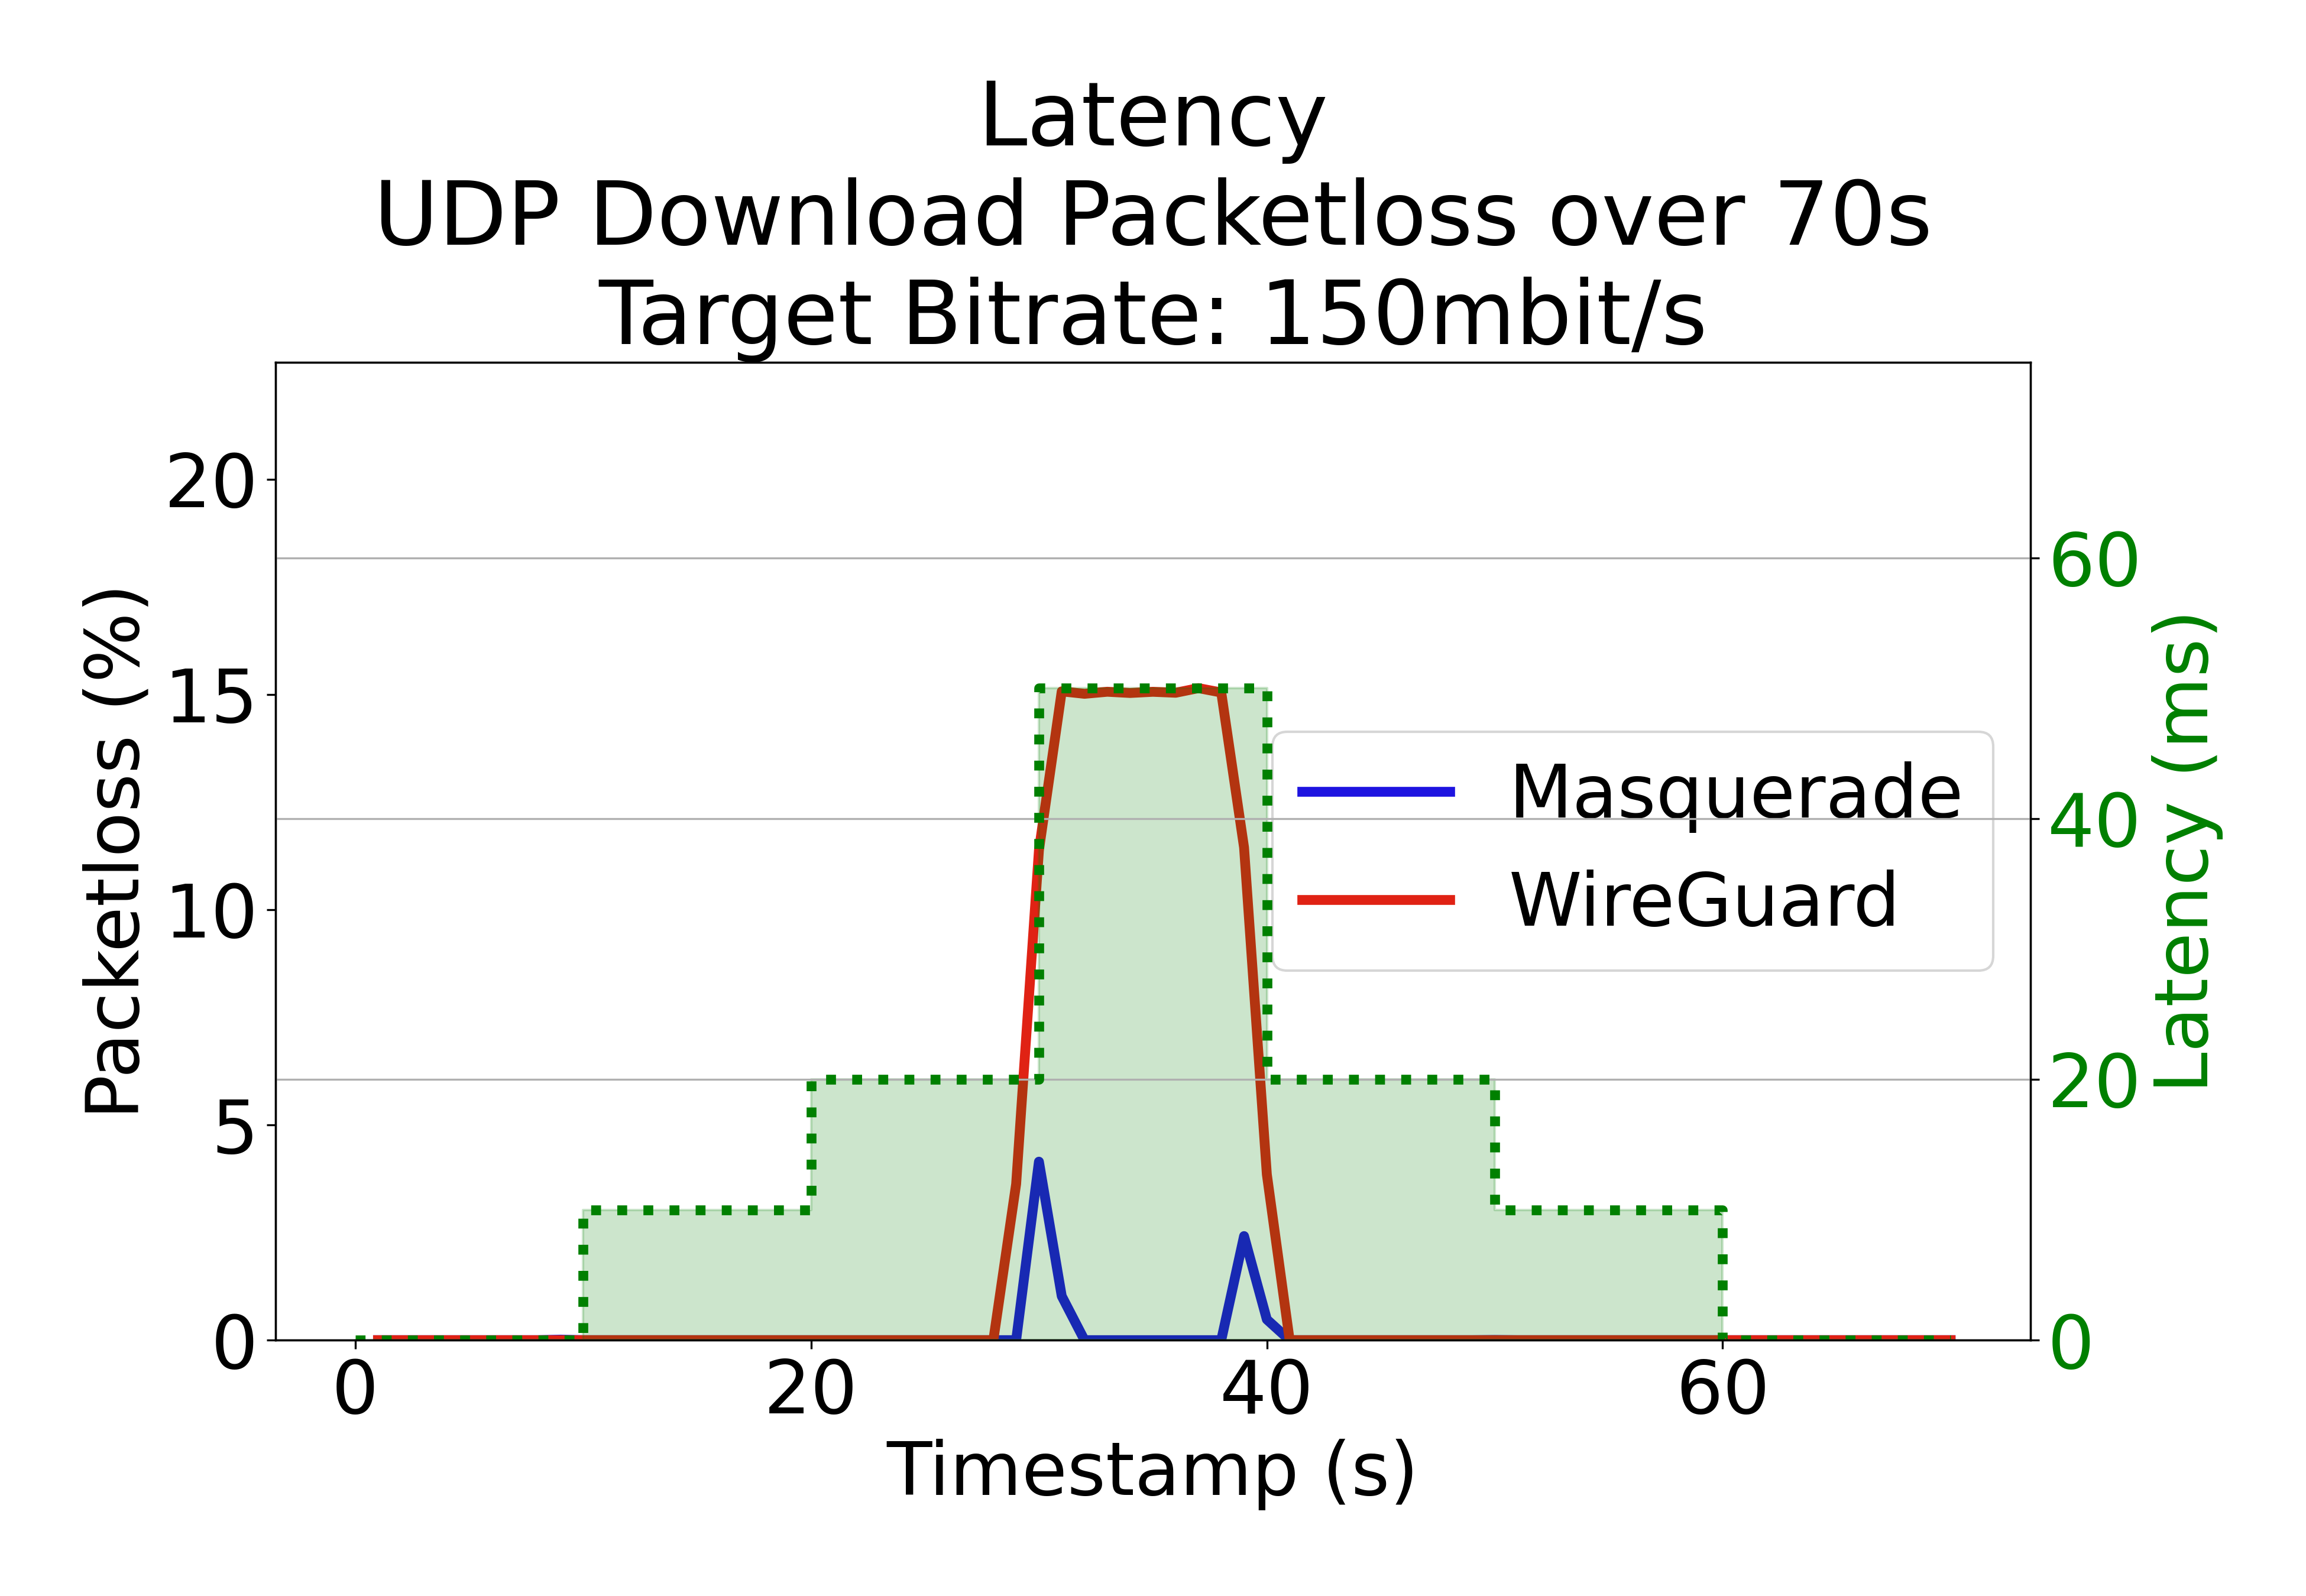 Latency
UDP Download Packetloss over 70s
Target Bitrate: 150mbit/s
Packetloss (%)
20
15
10
5
0
Masquerade
WireGuard
60
40
20
0
Latency (ms)
0
20
40
60
Timestamp (s)